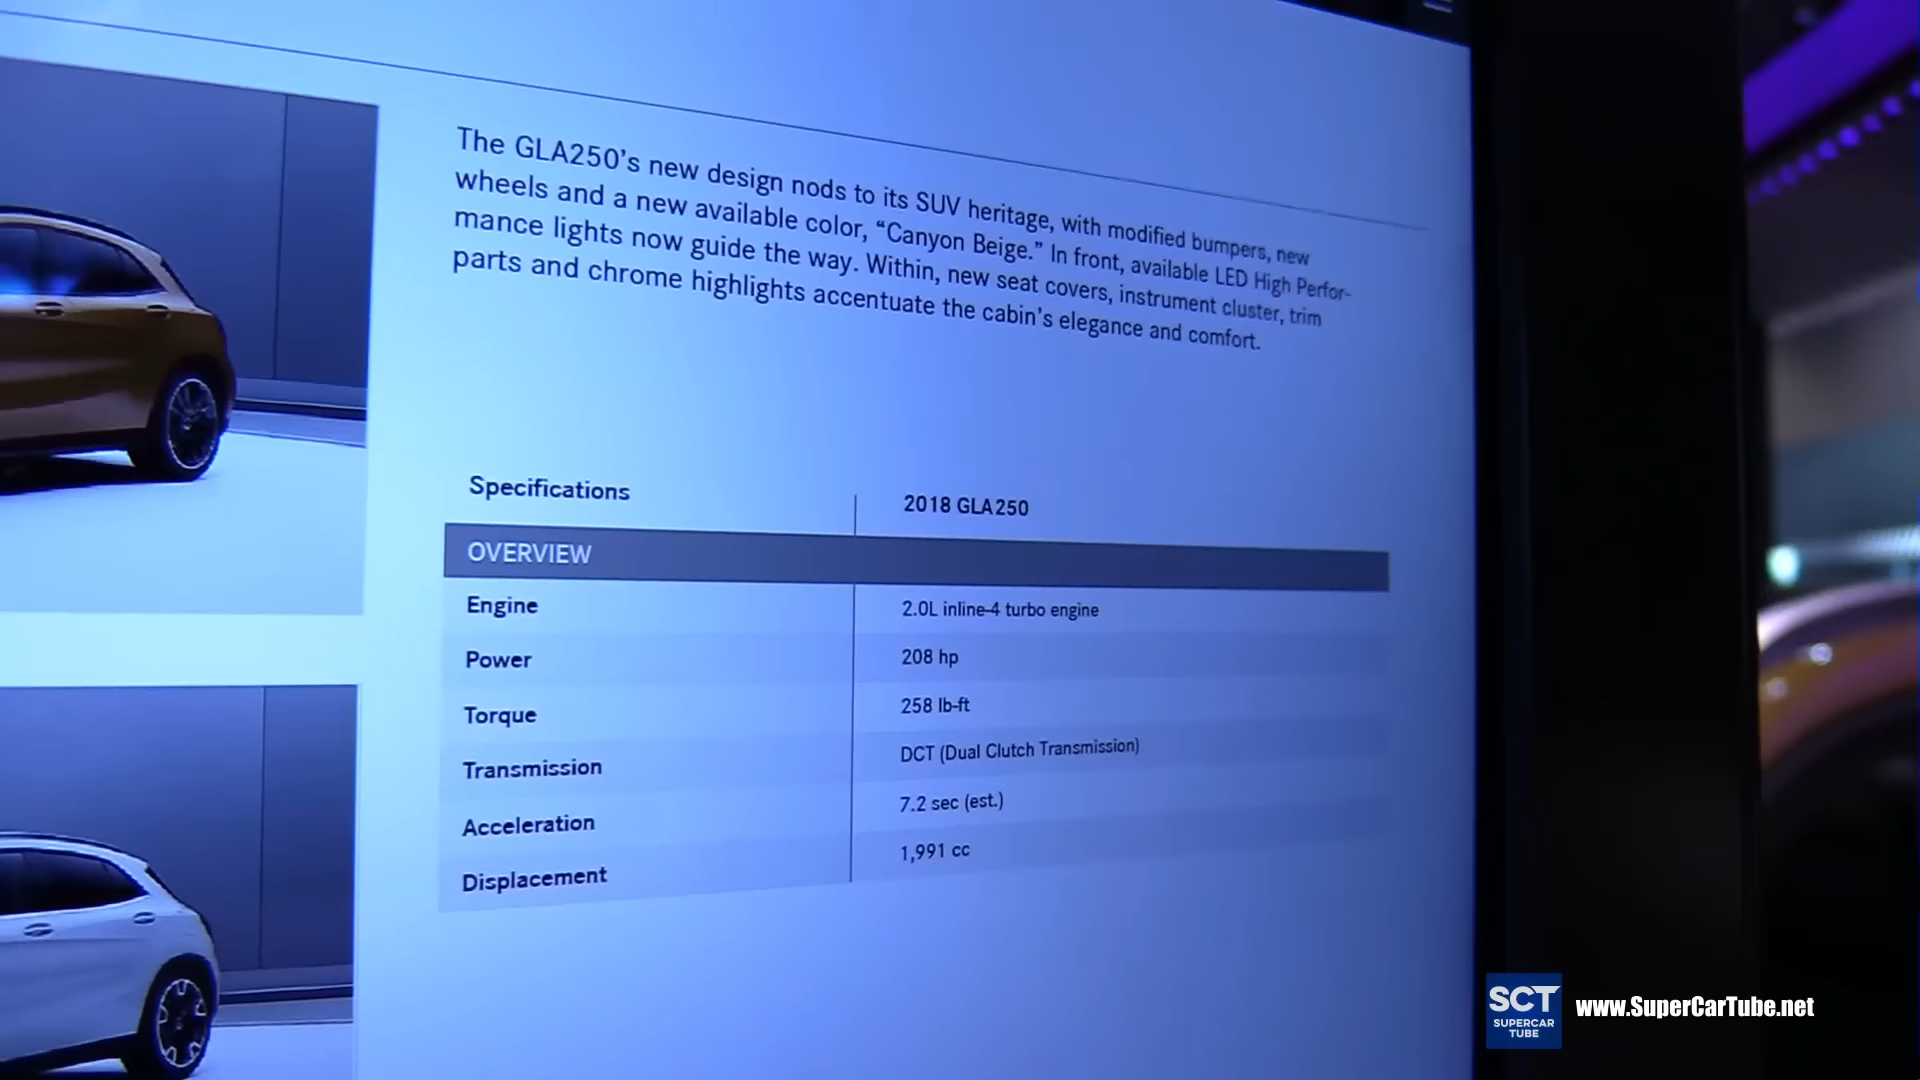 The GLA250’s new design nods to its SUV heritage, with modified bumpers, new
wheels and a new available color, “Canyon Beige.” In front, available LED High Perfor-
mance lights now guide the way. Within, new seat covers, instrument cluster, trim
parts and chrome highlights accentuate the cabin’s elegance and comfort.
Specifications 2018 GLA250
OVERVIEW
Engine 2.0L inline-4 turbo engine
Power 208 hp
Torque 258 lb-ft
Transmission DCT (Dual Clutch Transmission)
Acceleration 7.2 sec (est.)
Displacement 1,991 cc
SCT
SUPERCAR
TUBE
www.SuperCarTube.net